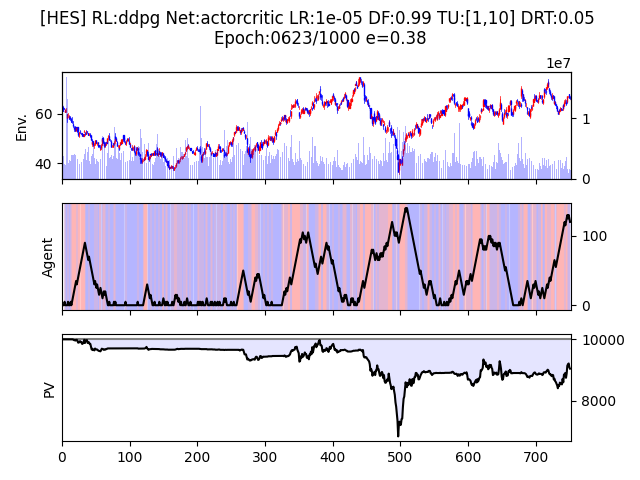 [HES] RL:ddpg Net:actorcritic LR:1e-05 DF:0.99 TU:[1,10] DRT:0.05
Epoch:0623/1000 e=0.38
1e7
Env.
60
40
1
0
Agent
100
0
PV
10000
8000
0 100 200 300 400 500 600 700